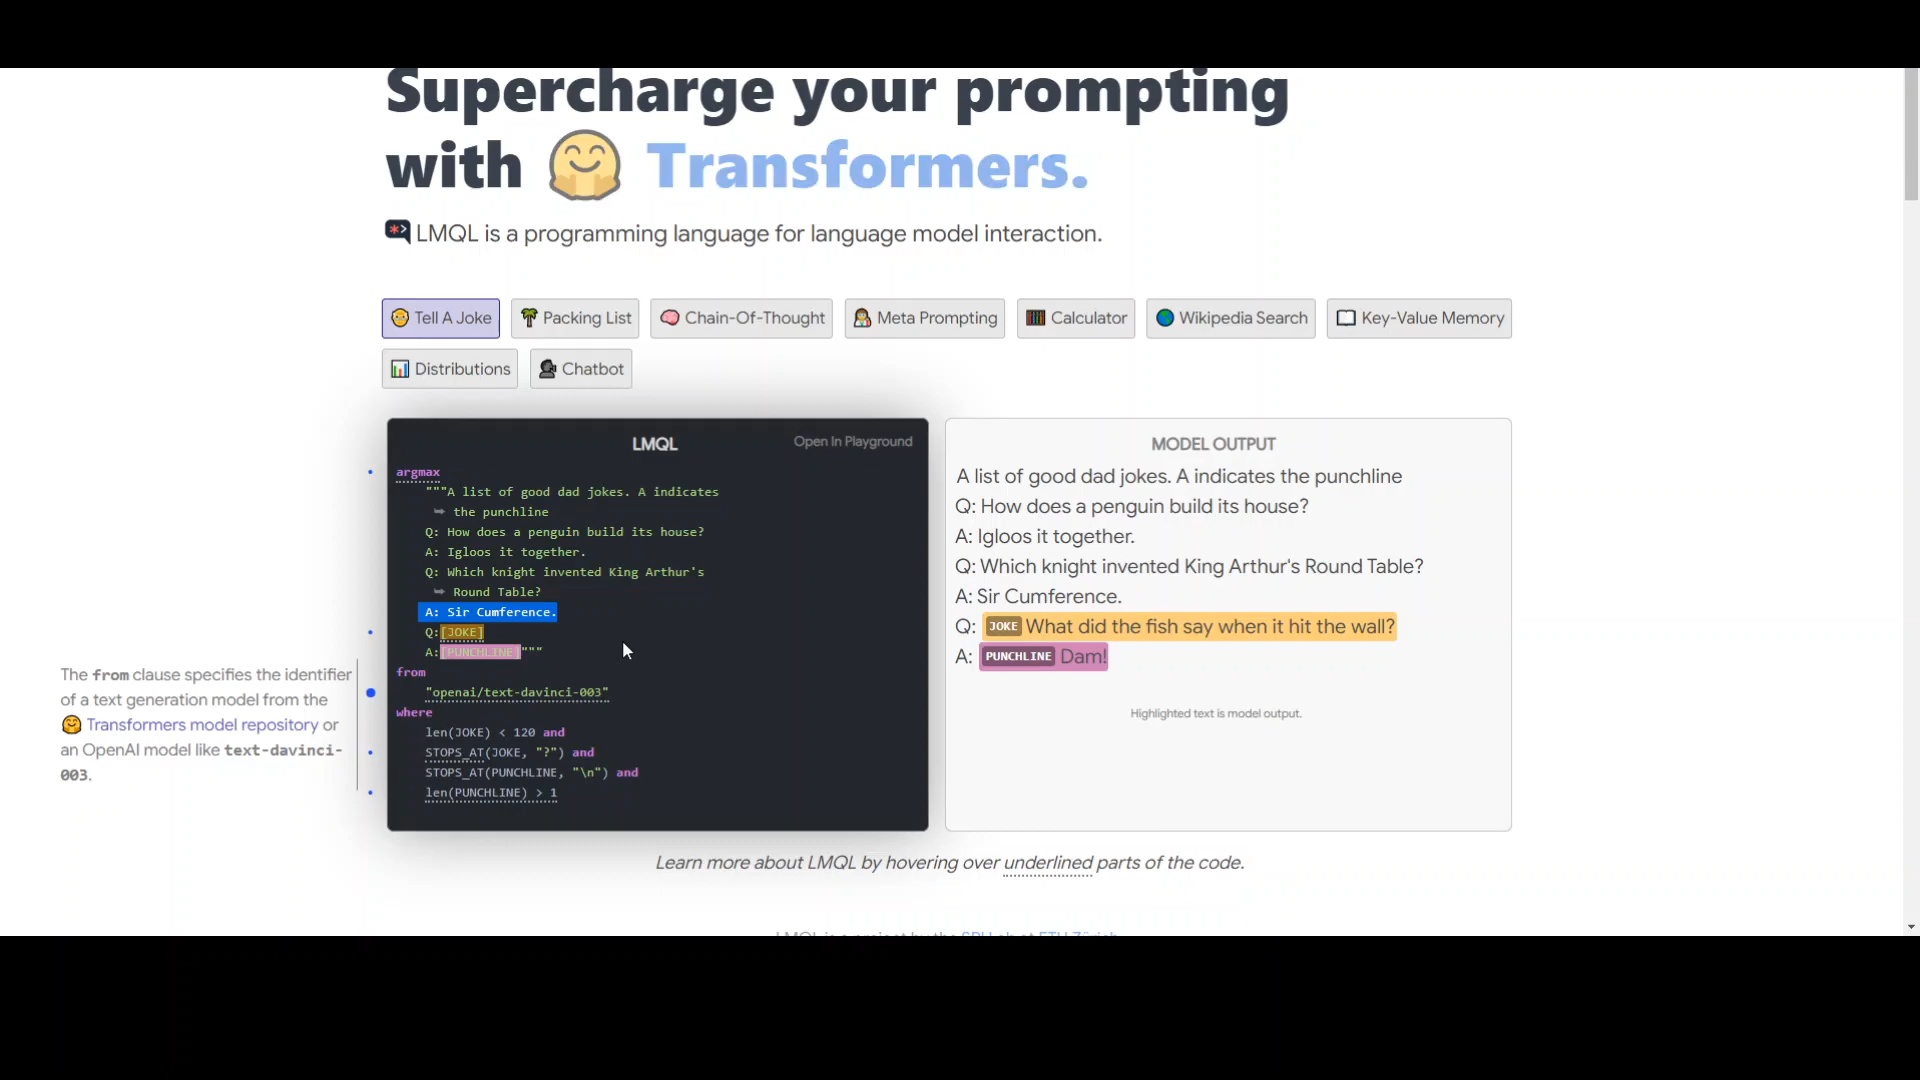 Supercharge your prompting
with 🤗 Transformers.
LMQL is a programming language for language model interaction.
Tell A Joke
Packing List
Chain-Of-Thought
Meta Prompting
Calculator
Wikipedia Search
Key-Value Memory
Distributions
Chatbot
LMQL
Open In Playground
argmax
"""A list of good dad jokes. A indicates
the punchline
Q: How does a penguin build its house?
A: Igloos it together.
Q: Which knight invented King Arthur's
Round Table?
A: Sir Cumference.
Q:[JOKE]
A:[PUNCHLINE]"""
from
"openai/text-davinci-003"
where
len(JOKE) < 120 and
STOPS_AT(JOKE, "?") and
STOPS_AT(PUNCHLINE, "\n") and
len(PUNCHLINE) > 1
The from clause specifies the identifier
of a text generation model from the
🤗 Transformers model repository or
an OpenAI model like text-davinci-
003.
MODEL OUTPUT
A list of good dad jokes. A indicates the punchline
Q: How does a penguin build its house?
A: Igloos it together.
Q: Which knight invented King Arthur's Round Table?
A: Sir Cumference.
Q: JOKE What did the fish say when it hit the wall?
A: PUNCHLINE Dam!
Highlighted text is model output.
Learn more about LMQL by hovering over underlined parts of the code.